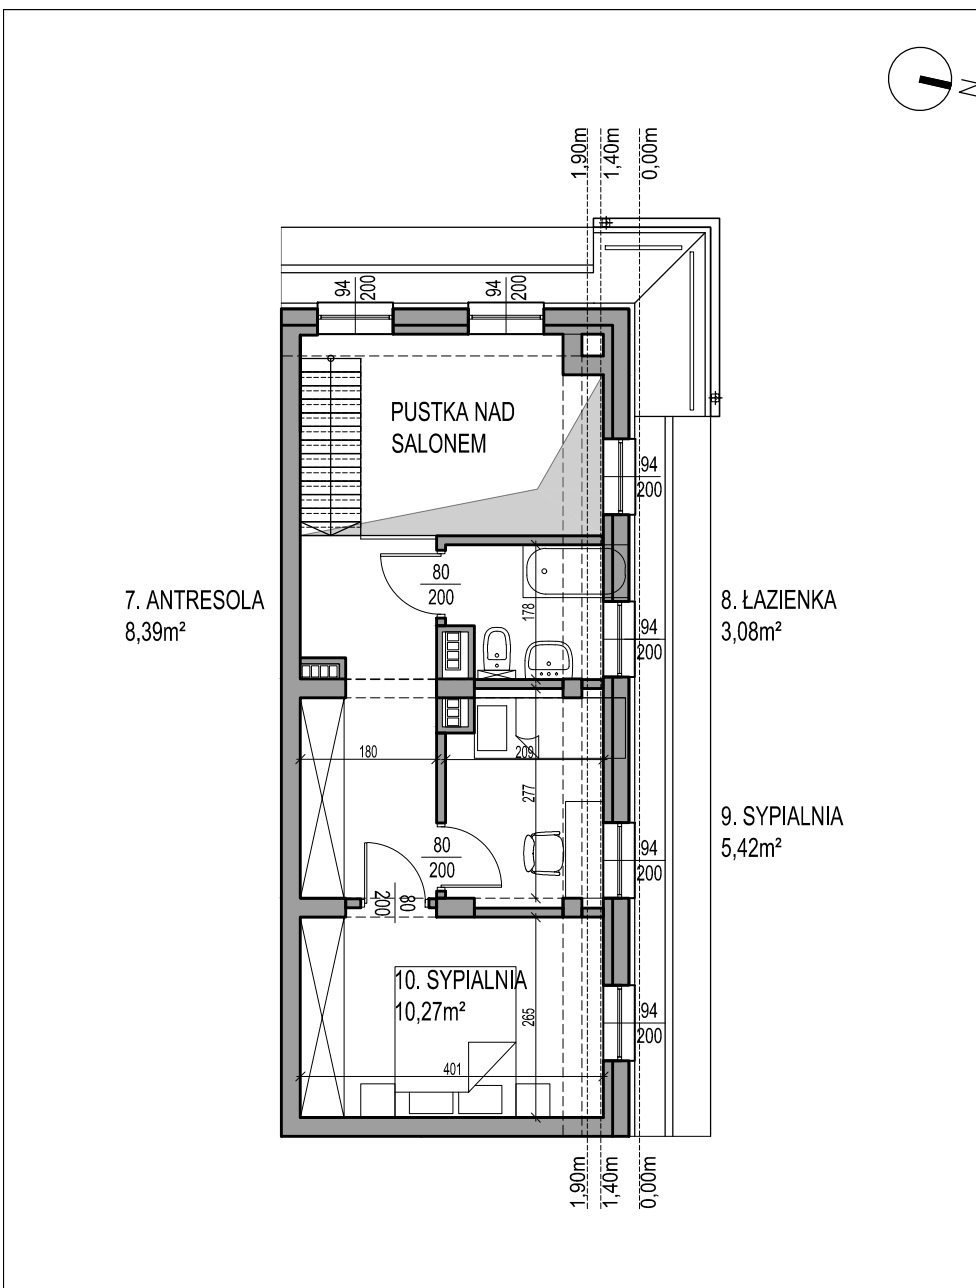 N
1,90m
1,40m
0,00m
94
200
94
200
PUSTKA NAD
SALONEM
94
200
7. ANTRESOLA
8,39m²
80
200
178
94
200
8. ŁAZIENKA
3,08m²
180
209
277
80
200
94
200
9. SYPIALNIA
5,42m²
80
200
10. SYPIALNIA
10,27m²
265
94
200
401
1,90m
1,40m
0,00m